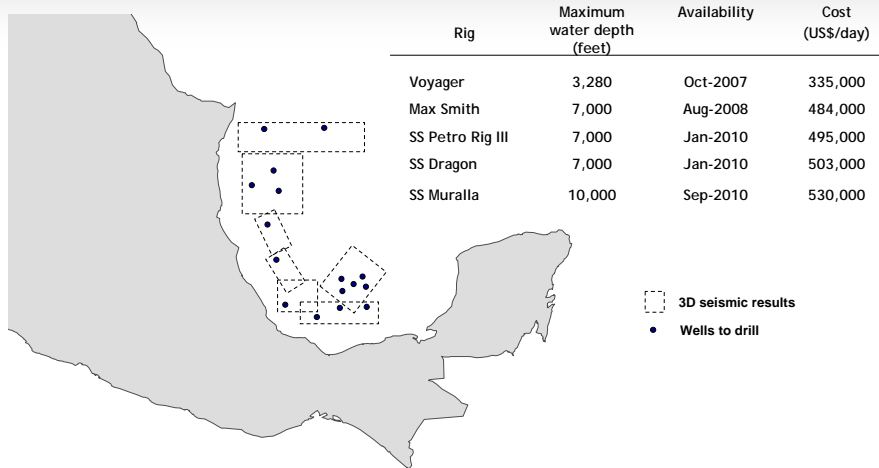 Rig Maximum water depth (feet) Availability Cost (US$/day)
Voyager 3,280 Oct-2007 335,000
Max Smith 7,000 Aug-2008 484,000
SS Petro Rig III 7,000 Jan-2010 495,000
SS Dragon 7,000 Jan-2010 503,000
SS Muralla 10,000 Sep-2010 530,000
3D seismic results
Wells to drill